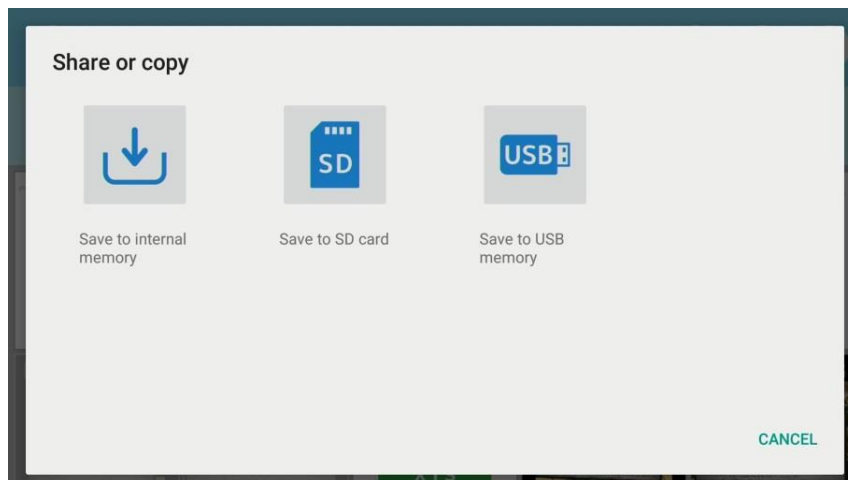 Share or copy
SD
USB
Save to internal
memory
Save to SD card
Save to USB
memory
CANCEL